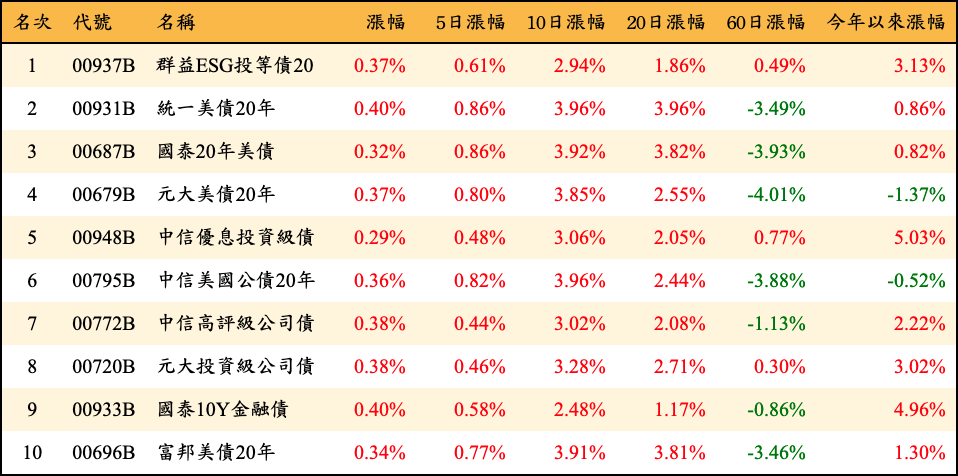 名次 代號 名稱 漲幅 5日漲幅 10日漲幅 20日漲幅 60日漲幅 今年以來漲幅
1 00937B 群益ESG投等債20 0.37% 0.61% 2.94% 1.86% 0.49% 3.13%
2 00931B 統一美債20年 0.40% 0.86% 3.96% 3.96% -3.49% 0.86%
3 00687B 國泰20年美債 0.32% 0.86% 3.92% 3.82% -3.93% 0.82%
4 00679B 元大美債20年 0.37% 0.80% 3.85% 2.55% -4.01% -1.37%
5 00948B 中信優息投資級債 0.29% 0.48% 3.06% 2.05% 0.77% 5.03%
6 00795B 中信美國公債20年 0.36% 0.82% 3.96% 2.44% -3.88% -0.52%
7 00772B 中信高評級公司債 0.38% 0.44% 3.02% 2.08% -1.13% 2.22%
8 00720B 元大投資級公司債 0.38% 0.46% 3.28% 2.71% 0.30% 3.02%
9 00933B 國泰10Y金融債 0.40% 0.58% 2.48% 1.17% -0.86% 4.96%
10 00696B 富邦美債20年 0.34% 0.77% 3.91% 3.81% -3.46% 1.30%